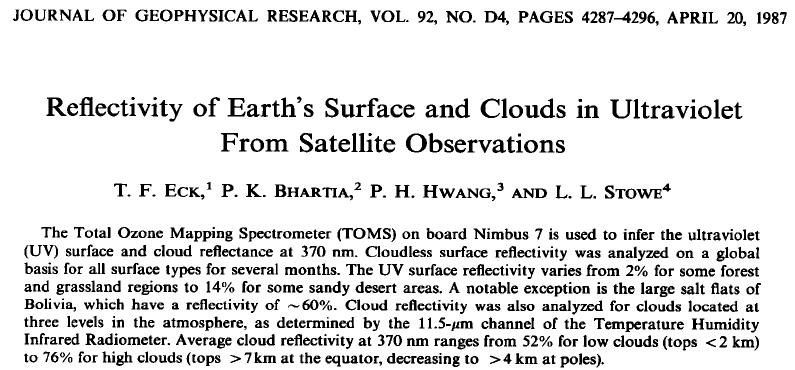 JOURNAL OF GEOPHYSICAL RESEARCH, VOL. 92, NO. D4, PAGES 4287–4296, APRIL 20, 1987
Reflectivity of Earth's Surface and Clouds in Ultraviolet
From Satellite Observations
T. F. ECK,¹ P. K. BHARTIA,² P. H. HWANG,³ AND L. L. STOWE⁴
The Total Ozone Mapping Spectrometer (TOMS) on board Nimbus 7 is used to infer the ultraviolet
(UV) surface and cloud reflectance at 370 nm. Cloudless surface reflectivity was analyzed on a global
basis for all surface types for several months. The UV surface reflectivity varies from 2% for some forest
and grassland regions to 14% for some sandy desert areas. A notable exception is the large salt flats of
Bolivia, which have a reflectivity of ~60%. Cloud reflectivity was also analyzed for clouds located at
three levels in the atmosphere, as determined by the 11.5-μm channel of the Temperature Humidity
Infrared Radiometer. Average cloud reflectivity at 370 nm ranges from 52% for low clouds (tops <2 km)
to 76% for high clouds (tops >7km at the equator, decreasing to >4 km at poles).